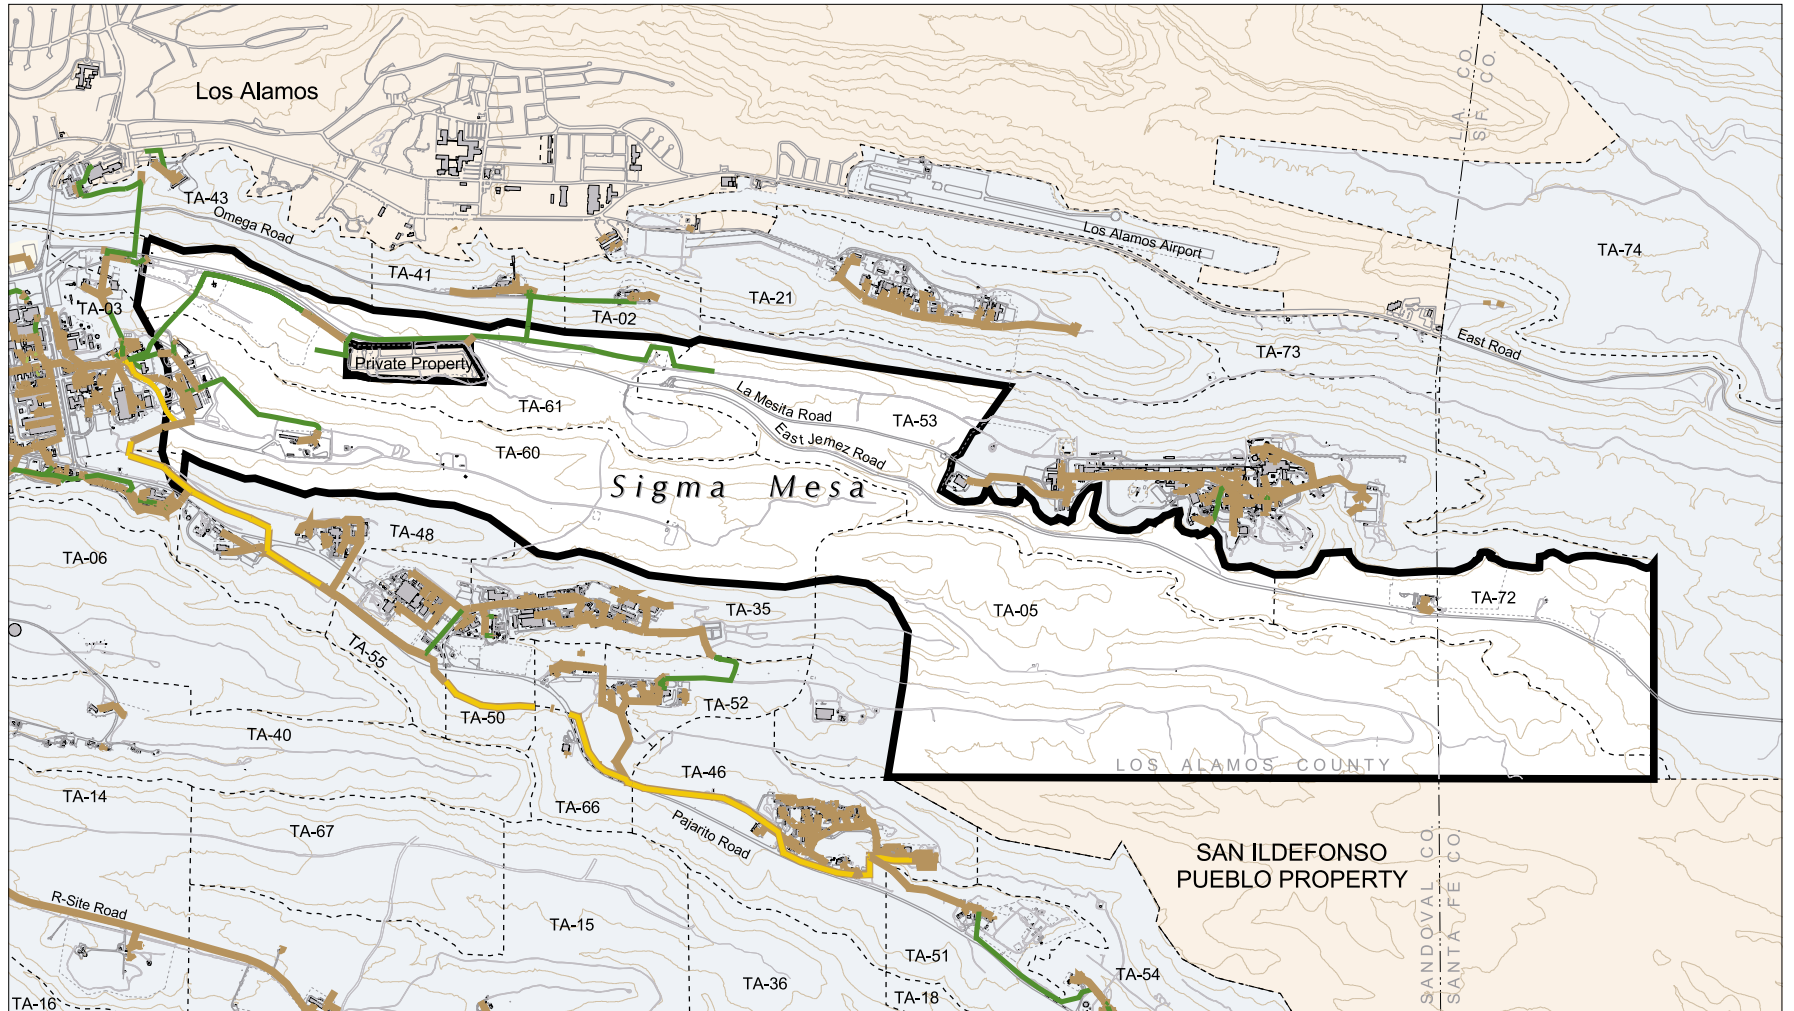 Los Alamos
LA CO.
SF CO.
TA-43
Omega Road
Los Alamos Airport
TA-74
TA-41
TA-21
TA-03
TA-02
East Road
TA-73
Private Property
La Mesita Road
TA-61
TA-53
East Jemez Road
TA-60
Sigma Mesa
TA-48
TA-06
TA-35
TA-05
TA-72
TA-55
TA-52
TA-50
TA-40
LOS ALAMOS COUNTY
TA-46
TA-14
TA-66
TA-67
Pajarito Road
SAN ILDEFONSO
PUEBLO PROPERTY
SANDOVAL CO.
SANTA FE CO.
R-Site Road
TA-15
TA-51
TA-54
TA-36
TA-18
TA-16